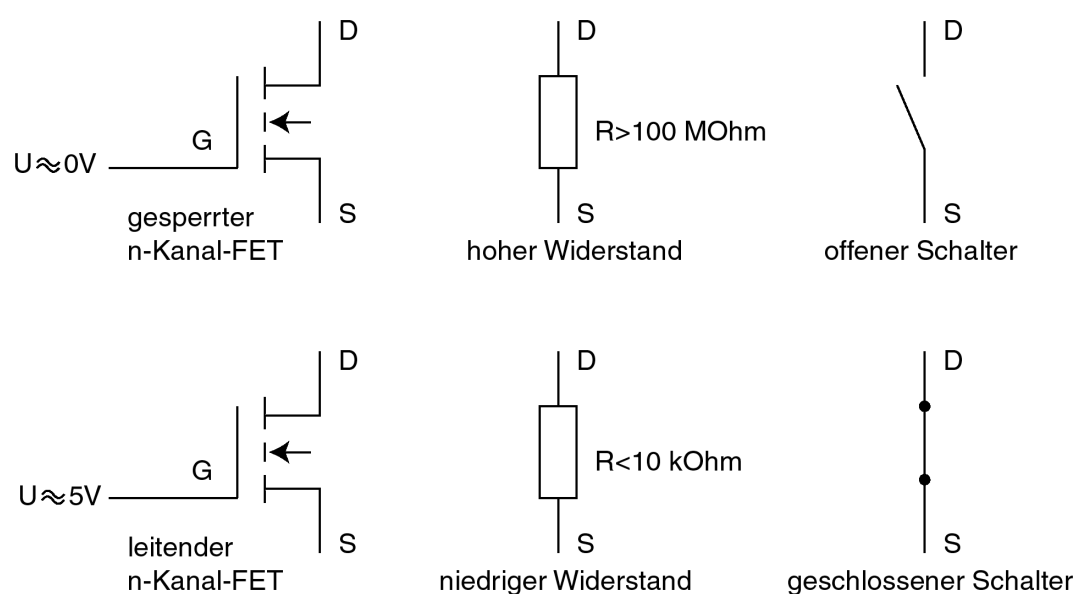 D
G
U≈0V
S
gesperrter
n-Kanal-FET
D
R>100 MOhm
S
hoher Widerstand
D
S
offener Schalter
D
G
U≈5V
S
leitender
n-Kanal-FET
D
R<10 kOhm
S
niedriger Widerstand
D
S
geschlossener Schalter